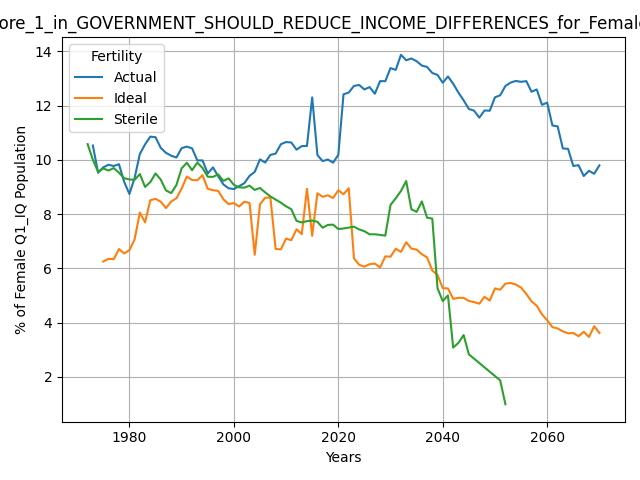 ore_1_in_GOVERNMENT_SHOULD_REDUCE_INCOME_DIFFERENCES_for_Female
Fertility
Actual
Ideal
Sterile
% of Female Q1_IQ Population
14
12
10
8
6
4
2
1980
2000
2020
2040
2060
Years